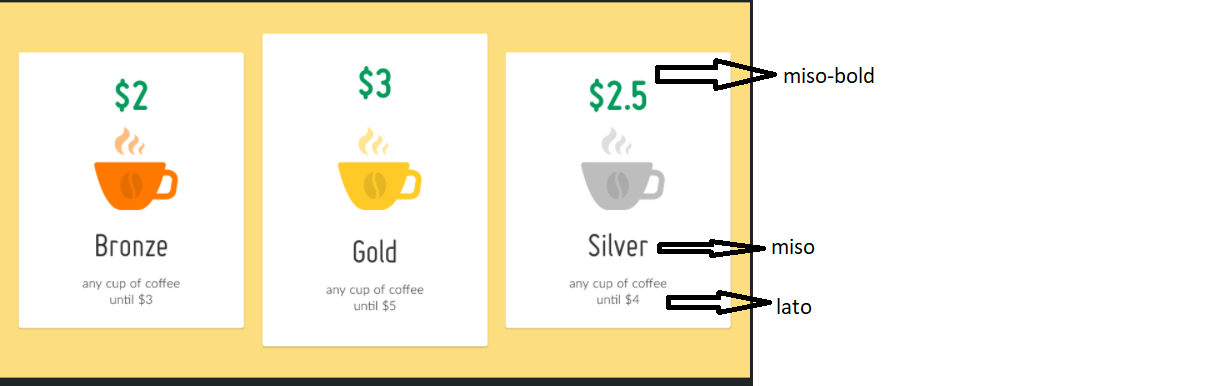 $2
Bronze
any cup of coffee
until $3
$3
Gold
any cup of coffee
until $5
$2.5
Silver
any cup of coffee
until $4
miso-bold
miso
lato